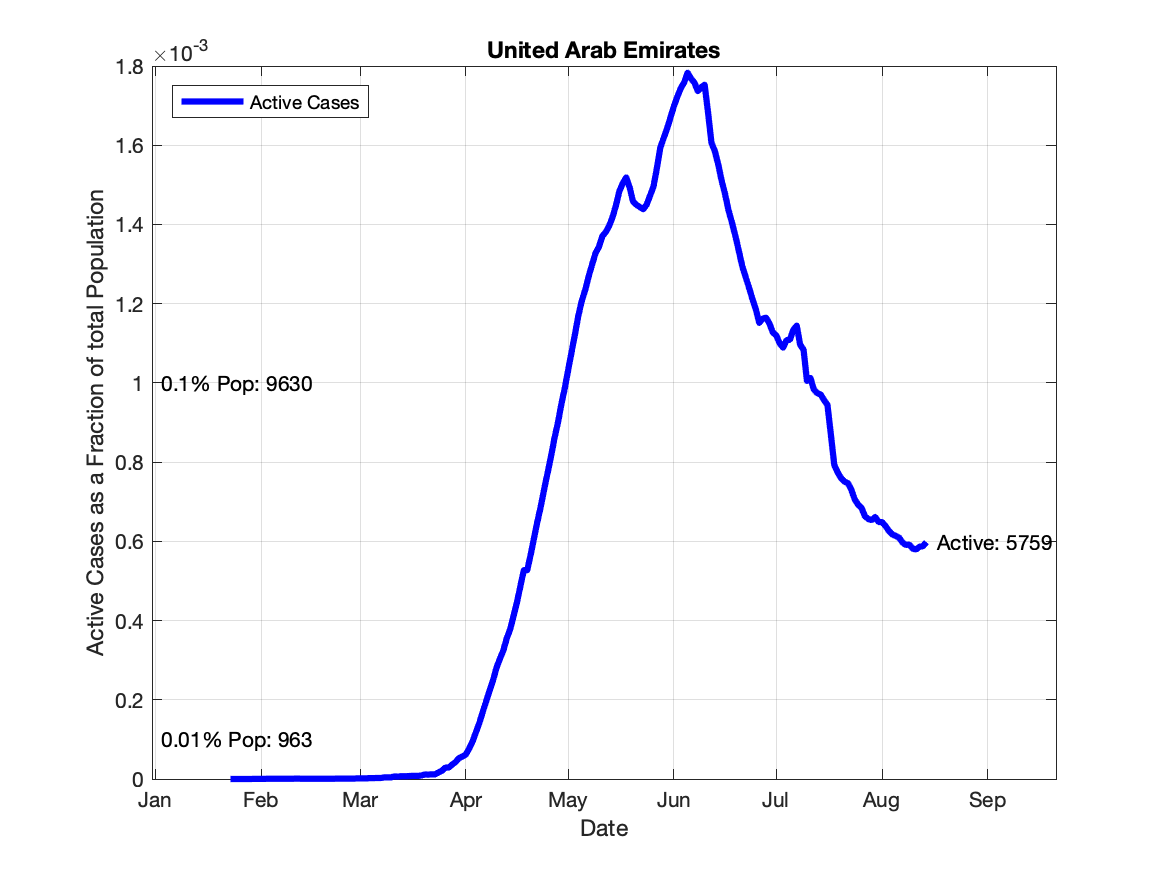 United Arab Emirates
×10-3
1.8
1.6
1.4
1.2
1
0.8
0.6
0.4
0.2
0
Active Cases as a Fraction of total Population
Active Cases
0.1% Pop: 9630
0.01% Pop: 963
Active: 5759
Jan Feb Mar Apr May Jun Jul Aug Sep
Date